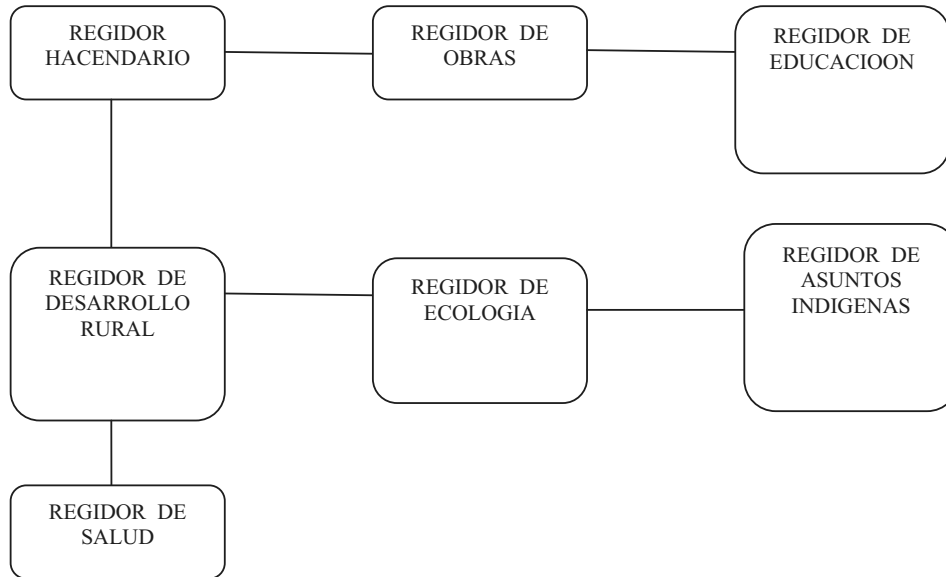 REGIDOR
HACENDARIO
REGIDOR DE
OBRAS
REGIDOR DE
EDUCACIOON
REGIDOR DE
DESARROLLO
RURAL
REGIDOR DE
ECOLOGIA
REGIDOR DE
ASUNTOS
INDIGENAS
REGIDOR DE
SALUD